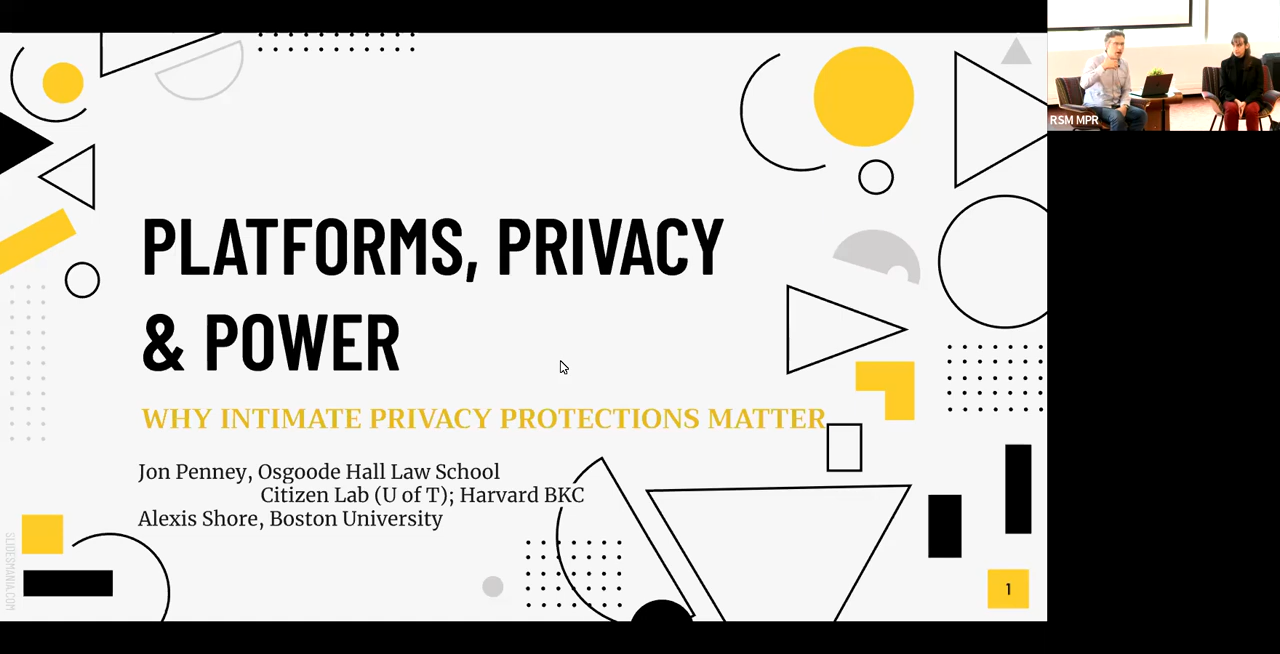 PLATFORMS, PRIVACY
& POWER
WHY INTIMATE PRIVACY PROTECTIONS MATTER
Jon Penney, Osgoode Hall Law School
Citizen Lab (U of T); Harvard BKC
Alexis Shore, Boston University
SLIDESMANIA.COM
1
RSM MPR